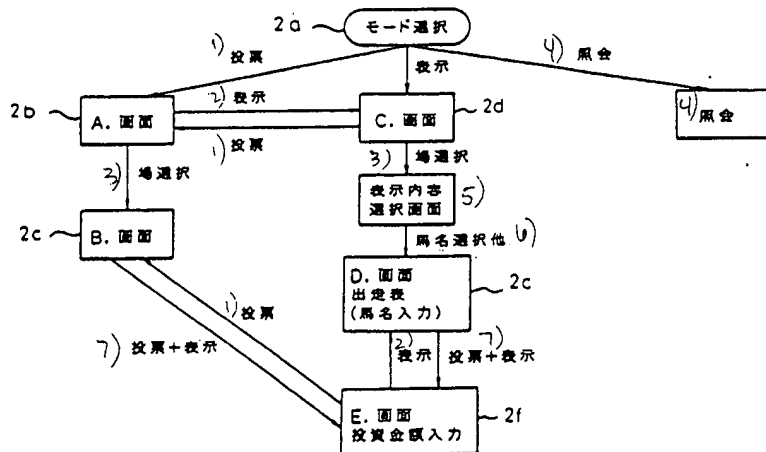 2a
モード選択
1) 投票
表示
4) 照会
2b
A. 画面
2) 表示
1) 投票
C. 画面
2d
4) 照会
3) 場選択
3) 場選択
表示内容
選択画面
5)
2c
B. 画面
馬名選択他 6)
D. 画面
出走表
(馬名入力)
2c
1) 投票
7) 投票+表示
2) 表示
7) 投票+表示
E. 画面
投資金額入力
2f